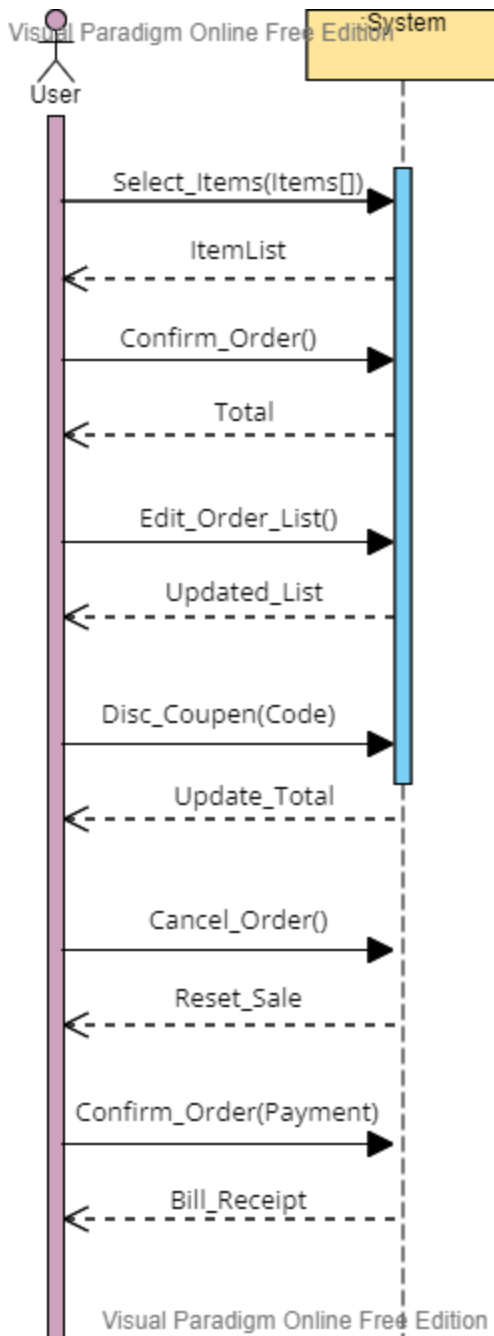 Visual Paradigm Online Free Edition
:System
User
Select_Items(Items[])
ItemList
Confirm_Order()
Total
Edit_Order_List()
Updated_List
Disc_Coupen(Code)
Update_Total
Cancel_Order()
Reset_Sale
Confirm_Order(Payment)
Bill_Receipt
Visual Paradigm Online Free Edition